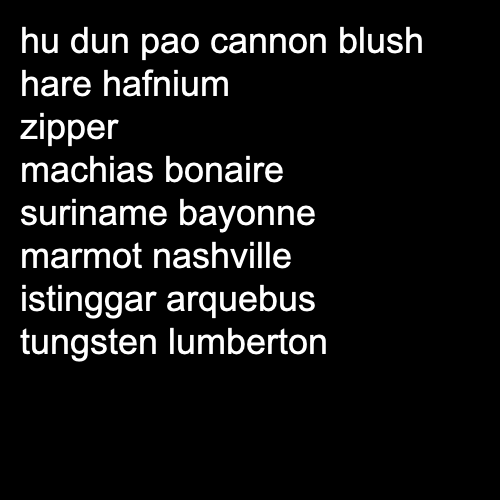 hu dun pao cannon blush
hare hafnium
zipper
machias bonaire
suriname bayonne
marmot nashville
istinggar arquebus
tungsten lumberton